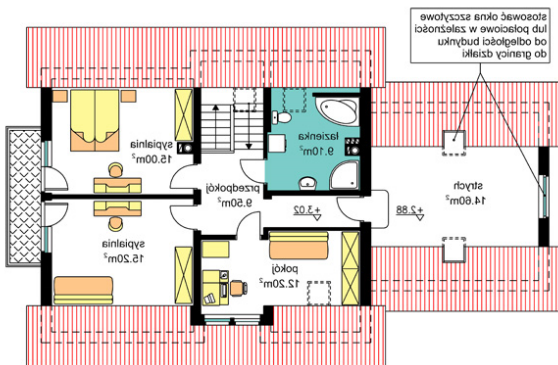 stosować okna szczytowe
lub połaciowe w zależności
od odległości budynku
do granicy działki
sypialnia
15.00m²
łazienka
9.10m²
przedpokój
9.50m²
+3.02
+2.88
strych
14.60m²
sypialnia
15.20m²
pokój
12.20m²